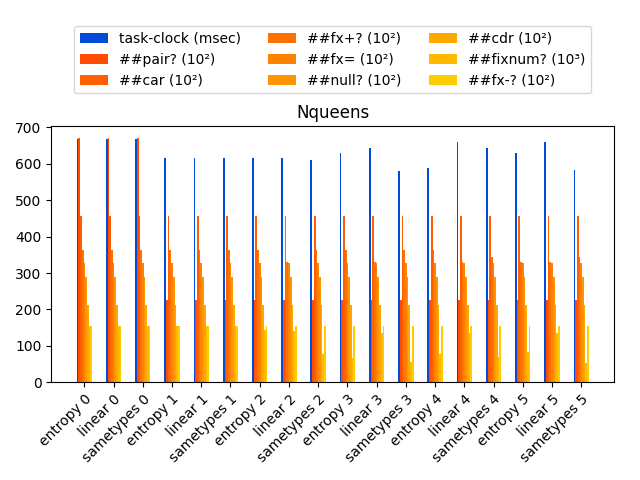 task-clock (msec) ##fx+? (10²) ##cdr (10²)
##pair? (10²) ##fx= (10²) ##fixnum? (10³)
##car (10²) ##null? (10²) ##fx-? (10²)
Nqueens
700
600
500
400
300
200
100
0
entropy 0
linear 0
sametypes 0
entropy 1
linear 1
sametypes 1
entropy 2
linear 2
sametypes 2
entropy 3
linear 3
sametypes 3
entropy 4
linear 4
sametypes 4
entropy 5
linear 5
sametypes 5